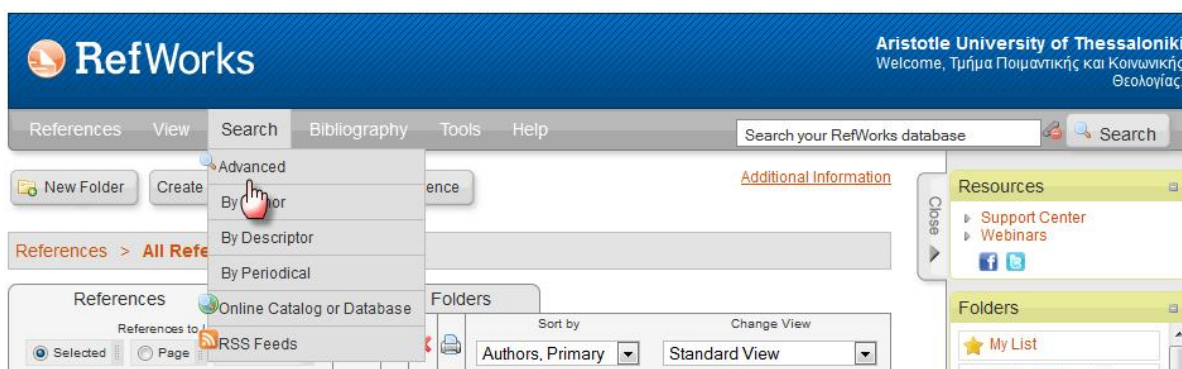 RefWorks
Aristotle University of Thessaloniki
Welcome, Τμήμα Ποιμαντικής και Κοινωνικής
Θεολογίας.
References View Search Bibliography Tools Help
Search your RefWorks database Search
Advanced
New Folder Create ence
Additional Information
By
Close
Resources
Support Center
Webinars
By Descriptor
References > All Refe
By Periodical
References Folders
Online Catalog or Database
Folders
References to
Sort by Change View
RSS Feeds
Selected Page
Authors, Primary Standard View
My List